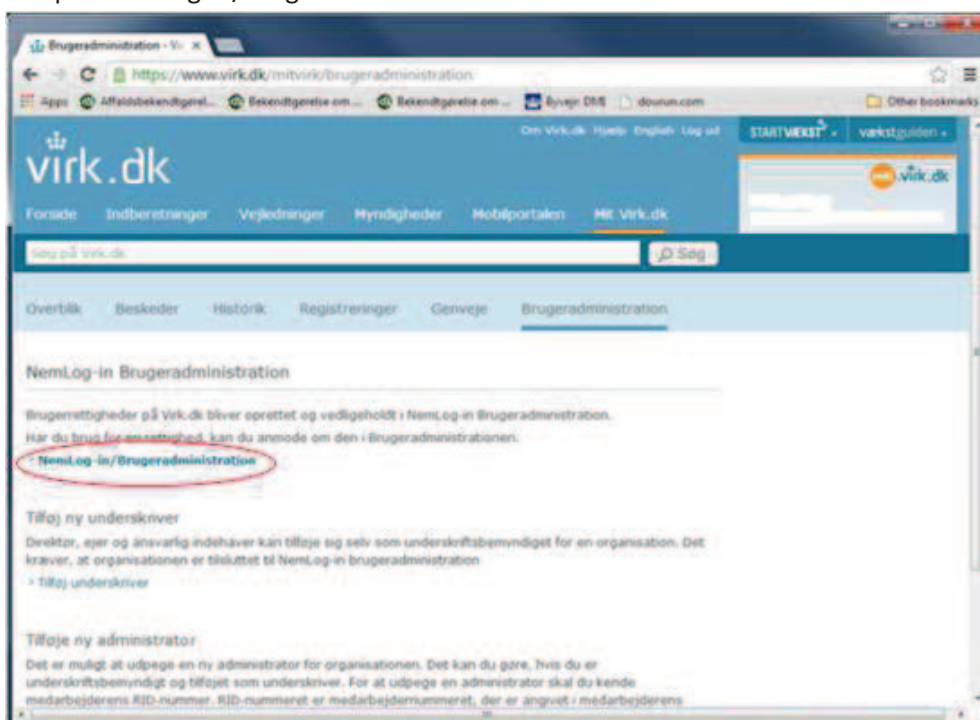 Brugeradministration - Vi
https://www.virk.dk/mitvirk/brugeradministration
Apps Affaldsbekendtgørel... Bekendtgørelse om ... Bekendtgørelse om ... Byvejr DMI dourun.com Other bookmarks
Om Virk.dk Hjælp English Log ud
STARTVÆKST vækstguiden
virk.dk
.virk.dk
Forside Indberetninger Vejledninger Myndigheder Mobilportalen Mit Virk.dk
Søg på Virk.dk Søg
Overblik Beskeder Historik Registreringer Genveje Brugeradministration
NemLog-in Brugeradministration
Brugerrettigheder på Virk.dk bliver oprettet og vedligeholdt i NemLog-in Brugeradministration.
Har du brug for en rettighed, kan du anmode om den i Brugeradministrationen.
› NemLog-in/Brugeradministration
Tilføj ny underskriver
Direktør, ejer og ansvarlig indehaver kan tilføje sig selv som underskriftsbemyndiget for en organisation. Det
kræver, at organisationen er tilsluttet til NemLog-in brugeradministration
› Tilføj underskriver
Tilføje ny administrator
Det er muligt at udpege en ny administrator for organisationen. Det kan du gøre, hvis du er
underskriftsbemyndigt og tilføjet som underskriver. For at udpege en administrator skal du kende
medarbejderens RID-nummer. RID-nummeret er medarbejdernummeret, der er angivet i medarbejderens